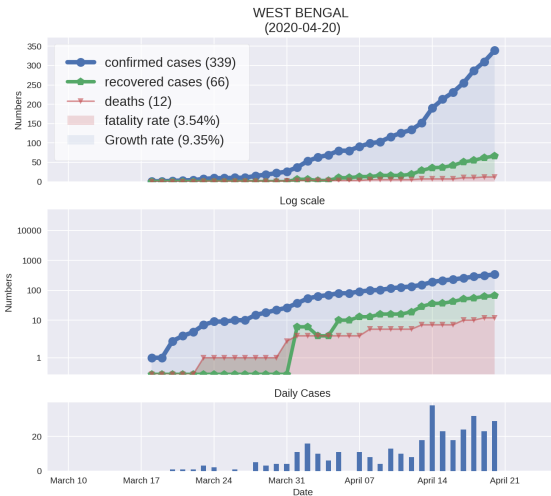 WEST BENGAL
(2020-04-20)
350
300
250
200
150
100
50
0
Numbers
confirmed cases (339)
recovered cases (66)
deaths (12)
fatality rate (3.54%)
Growth rate (9.35%)
Log scale
10000
1000
100
10
1
Numbers
Daily Cases
20
0
March 10 March 17 March 24 March 31 April 07 April 14 April 21
Date